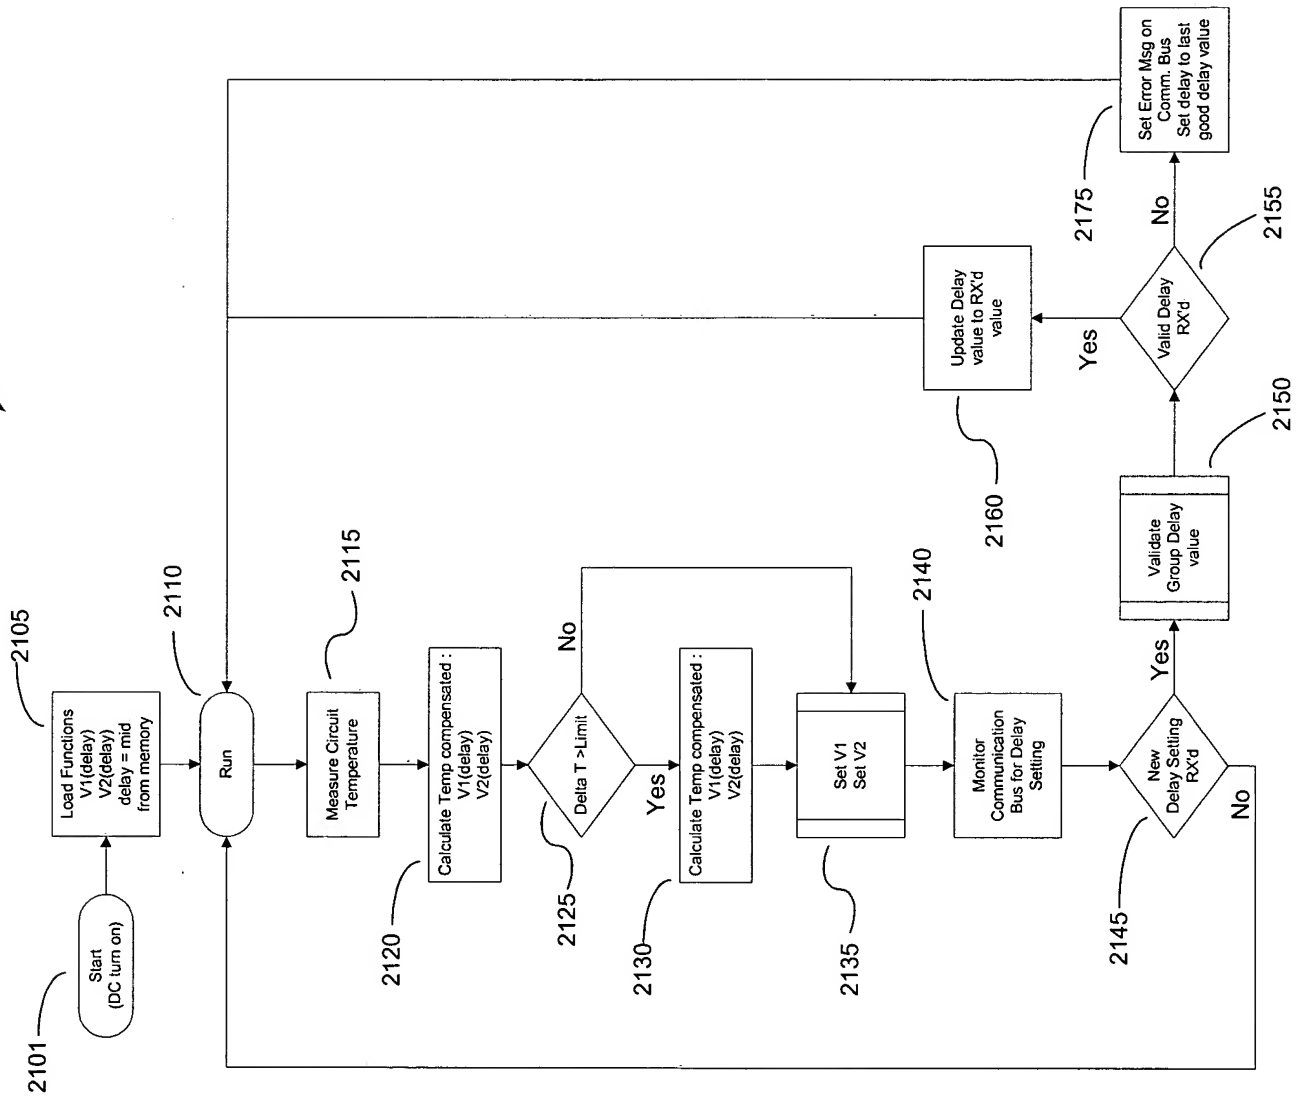 2101
Start
(DC turn on)
2105
Load Functions
V1(delay)
V2(delay)
delay = mid
from memory
2110
Run
2115
Measure Circuit
Temperature
2120
Calculate Temp compensated :
V1(delay)
V2(delay)
2125
Delta T >Limit
No
Yes
2130
Calculate Temp compensated :
V1(delay)
V2(delay)
2135
Set V1
Set V2
2140
Monitor
Communication
Bus for Delay
Setting
2145
New
Delay Setting
RX'd
No
Yes
2150
Validate
Group Delay
value
2155
Valid Delay
RX'd
Yes
No
2160
Update Delay
value to RX'd
value
2175
Set Error Msg on
Comm. Bus
Set delay to last
good delay value